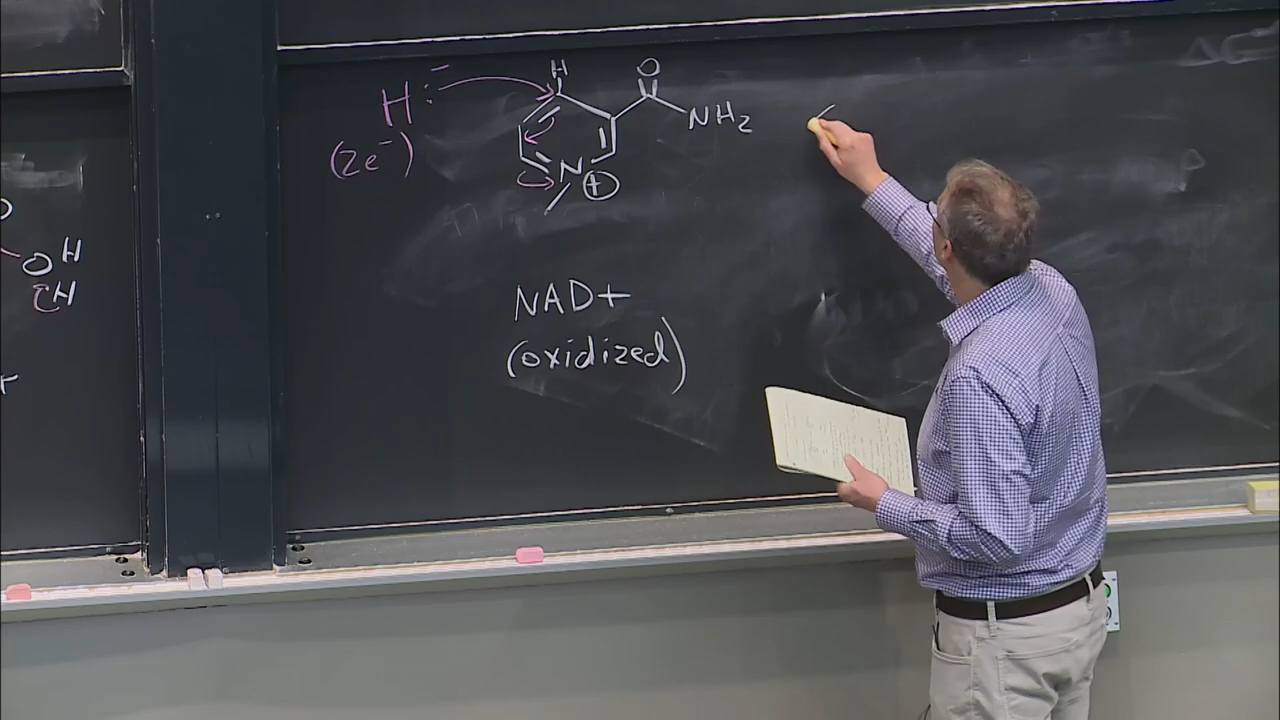 H:⁻
(2e⁻)
H
O
NH₂
N
⊕
NAD+
(oxidized)
OH
H